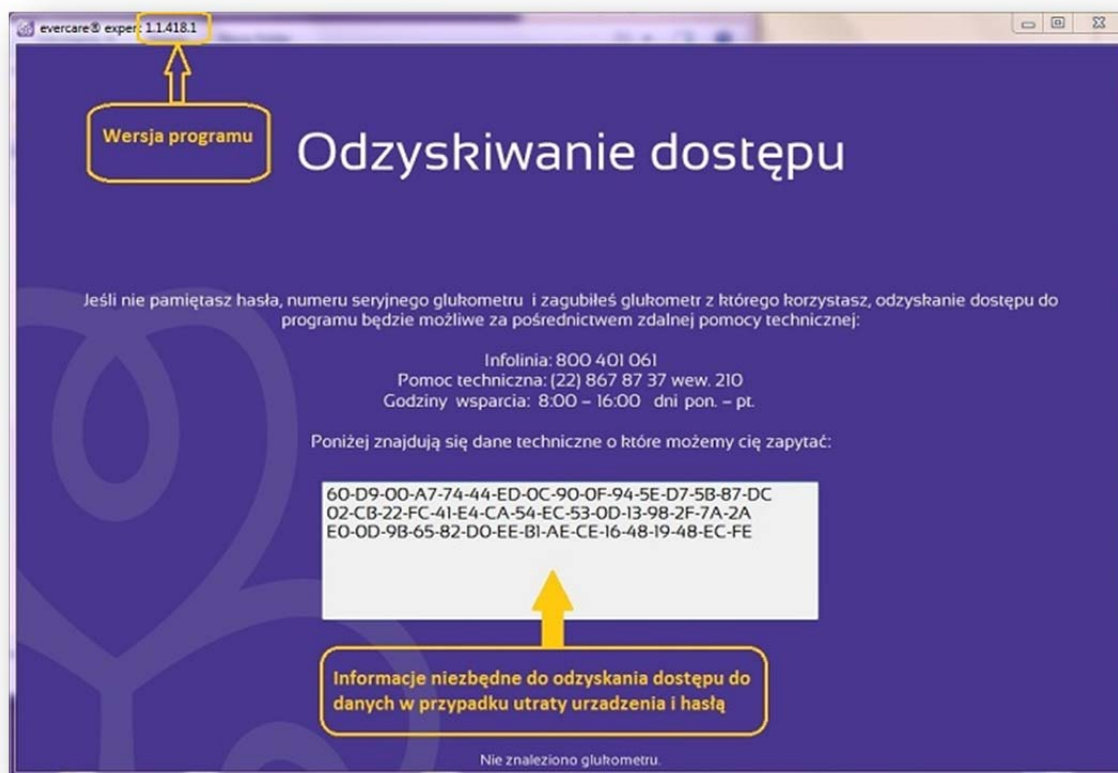 evercare® expert 1.1.418.1
Wersja programu
Odzyskiwanie dostępu
Jeśli nie pamiętasz hasła, numeru seryjnego glukometru i zagubiłeś glukometr z którego korzystasz, odzyskanie dostępu do
programu będzie możliwe za pośrednictwem zdalnej pomocy technicznej:
Infolinia: 800 401 061
Pomoc techniczna: (22) 867 87 37 wew. 210
Godziny wsparcia: 8:00 – 16:00 dni pon. – pt.
Poniżej znajdują się dane techniczne o które możemy cię zapytać:
60-D9-00-A7-74-44-ED-0C-90-0F-94-5E-D7-5B-87-DC
02-CB-22-FC-41-E4-CA-54-EC-53-0D-13-98-2F-7A-2A
E0-0D-9B-65-82-D0-EE-B1-AE-CE-16-48-19-48-EC-FE
Informacje niezbędne do odzyskania dostępu do
danych w przypadku utraty urzadzenia i hasłą
Nie znaleziono glukometru.